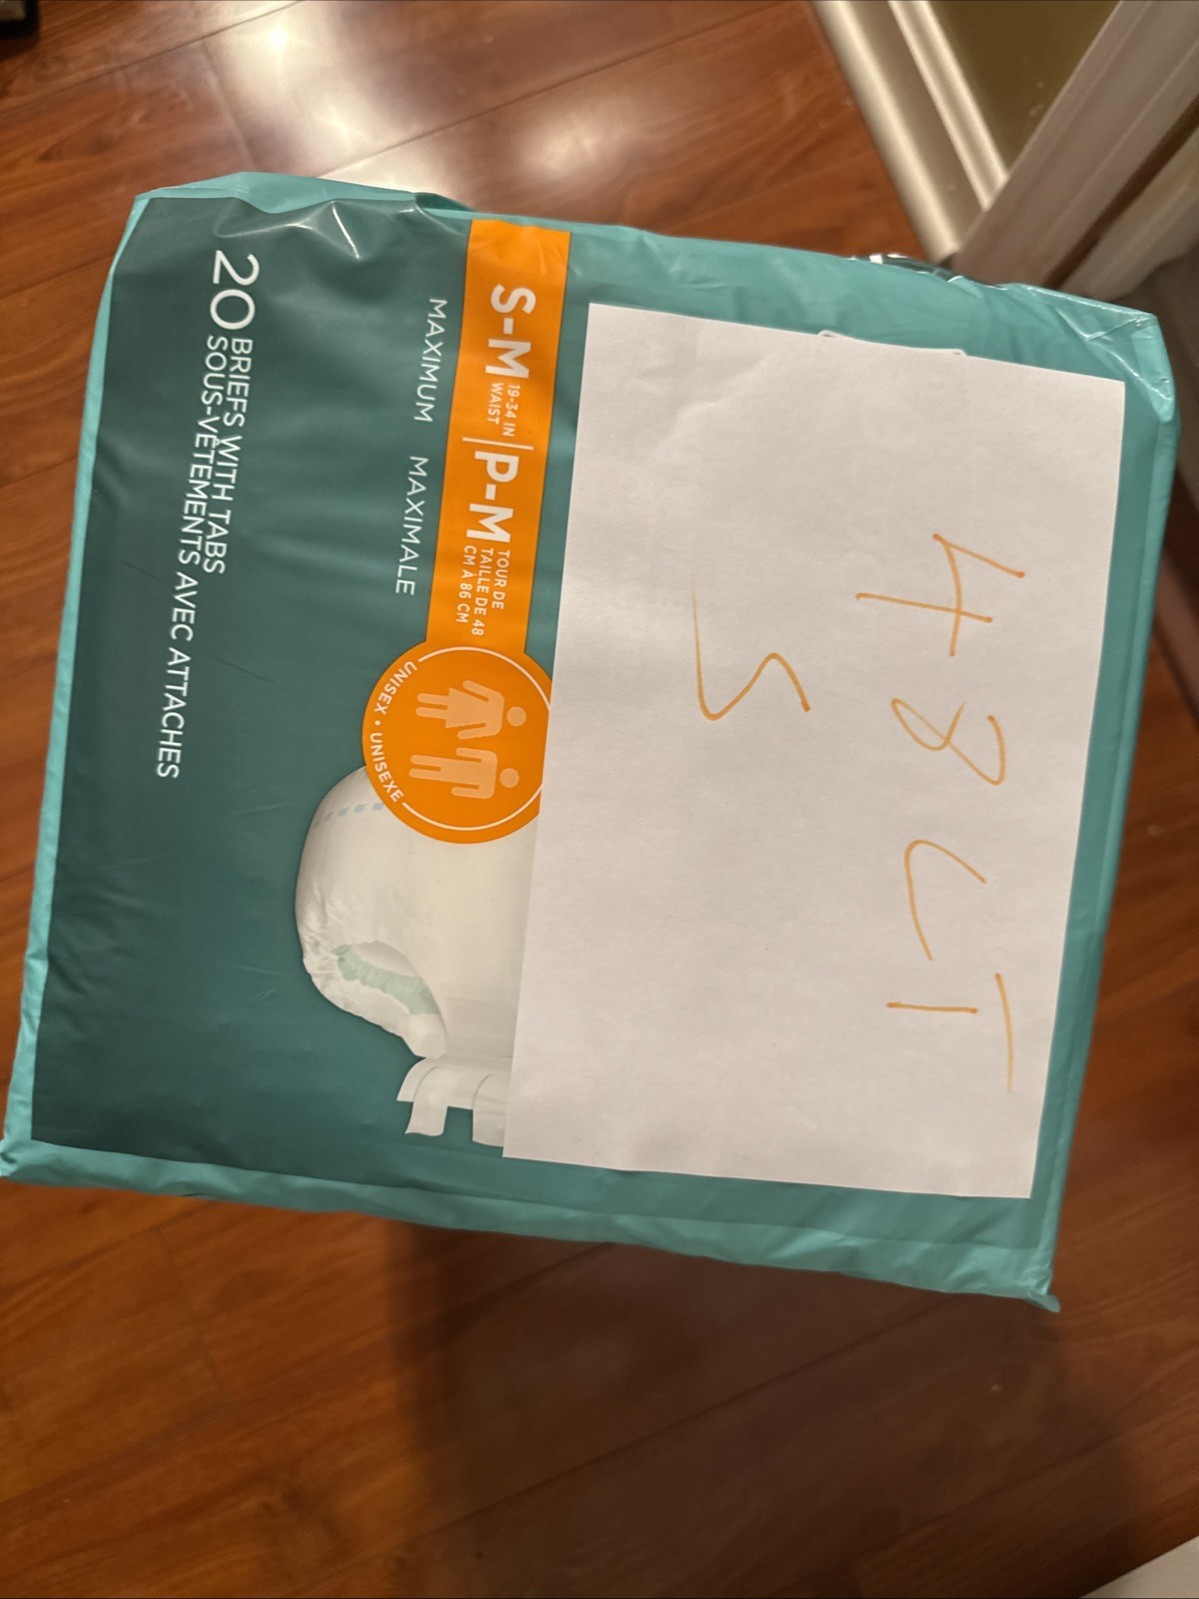 48LT
S
S-M 19-34 IN WAIST | P-M TOUR DE TAILLE DE 48 CM À 86 CM
MAXIMUM MAXIMALE
UNISEX • UNISEXE
20 BRIEFS WITH TABS
SOUS-VÊTEMENTS AVEC ATTACHES